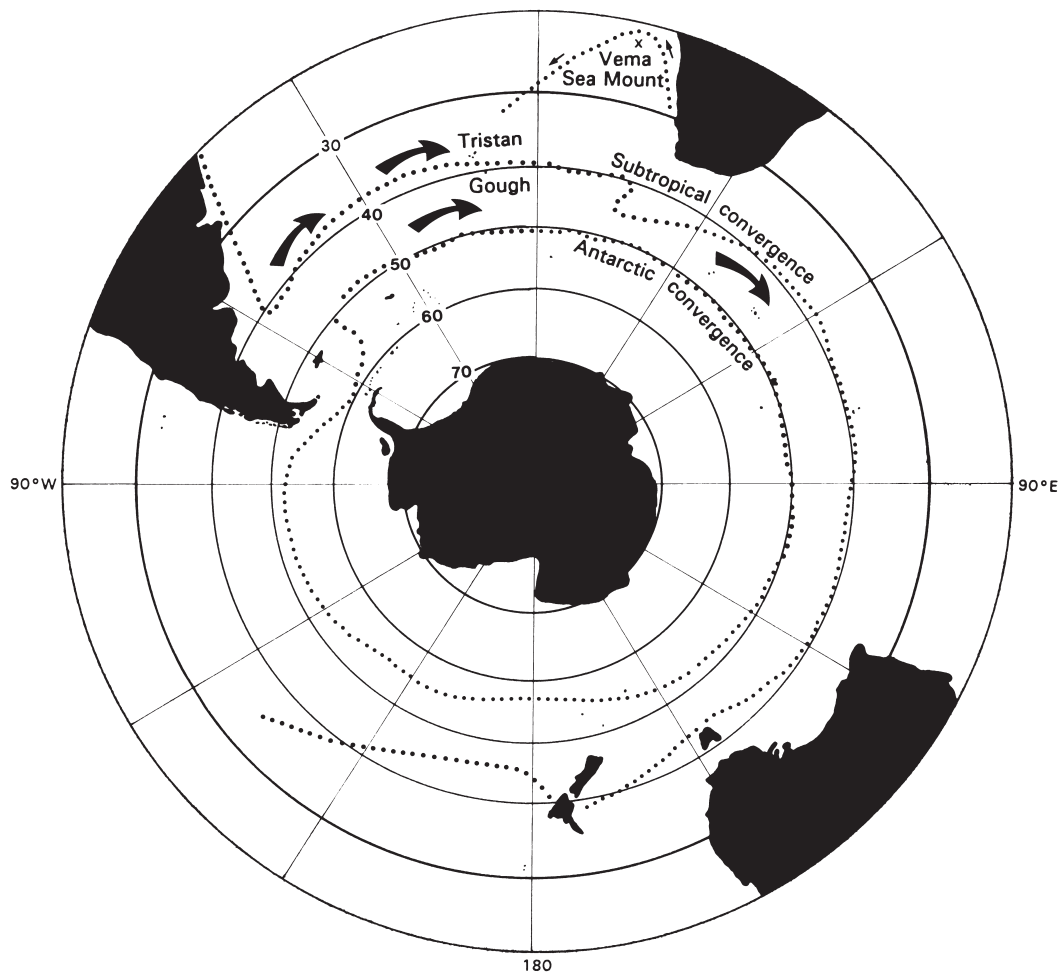 x
Vema
Sea Mount
30
Tristan
Subtropical convergence
Gough
40
50
Antarctic convergence
60
70
90°W
90°E
180